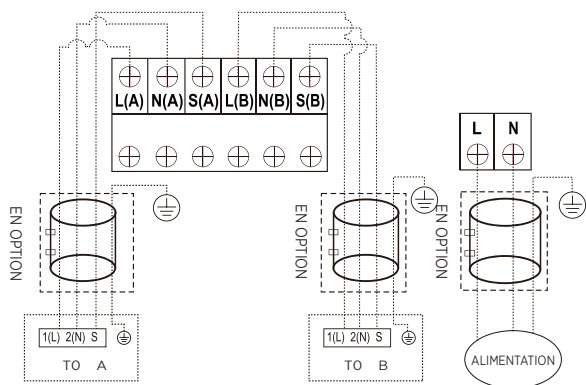 L(A) N(A) S(A) L(B) N(B) S(B)
L N
EN OPTION
EN OPTION
EN OPTION
1(L) 2(N) S
TO A
1(L) 2(N) S
TO B
ALIMENTATION